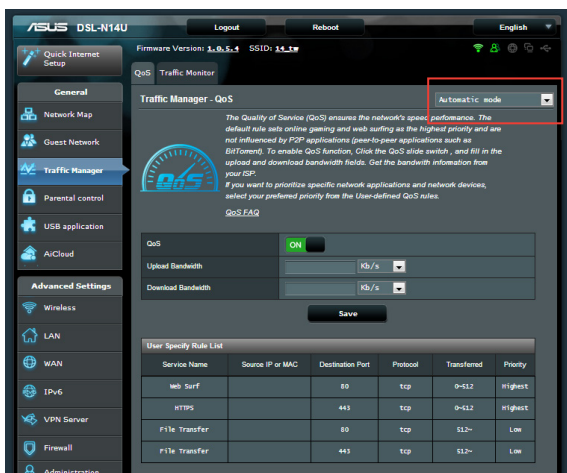 ASUS DSL-N14U Logout Reboot English
Firmware Version: 1.0.5.4 SSID: 14_tw
Quick Internet
Setup
General
Network Map
Guest Network
Traffic Manager
Parental control
USB application
AiCloud
Advanced Settings
Wireless
LAN
WAN
IPv6
VPN Server
Firewall
Administration
QoS Traffic Monitor
Traffic Manager - QoS Automatic mode
The Quality of Service (QoS) ensures the network's speed performance. The
default rule sets online gaming and web surfing as the highest priority and are
not influenced by P2P applications (peer-to-peer applications such as
BitTorrent). To enable QoS function, Click the QoS slide switch , and fill in the
upload and download bandwidth fields. Get the bandwith information from
your ISP.
If you want to prioritize specific network applications and network devices,
select your preferred priority from the User-defined QoS rules.
QoS FAQ
QoS
QoS ON
Upload Bandwidth Kb/s
Download Bandwidth Kb/s
Save
User Specify Rule List
Service Name Source IP or MAC Destination Port Protocol Transferred Priority
Web Surf 80 tcp 0~512 Highest
HTTPS 443 tcp 0~512 Highest
File Transfer 80 tcp 512~ Low
File Transfer 443 tcp 512~ Low